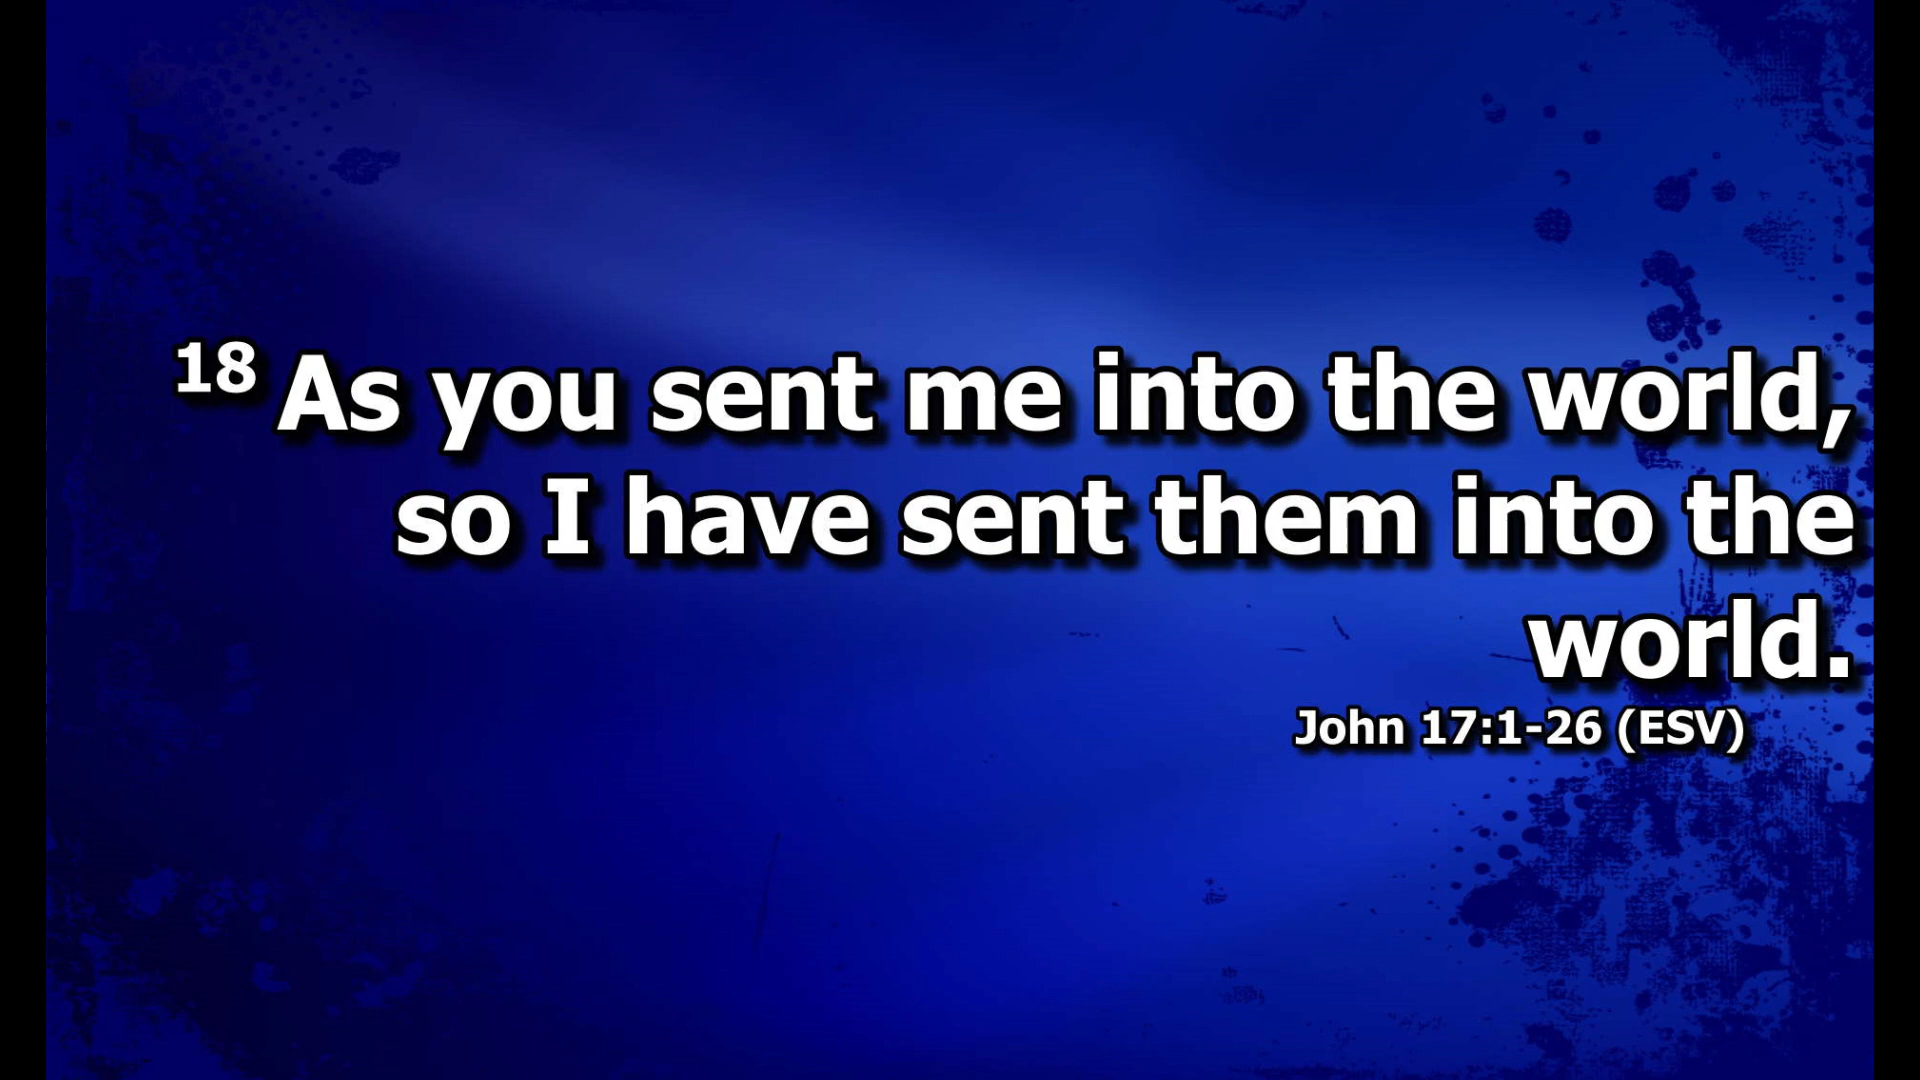 18 As you sent me into the world,
so I have sent them into the
world.
John 17:1-26 (ESV)